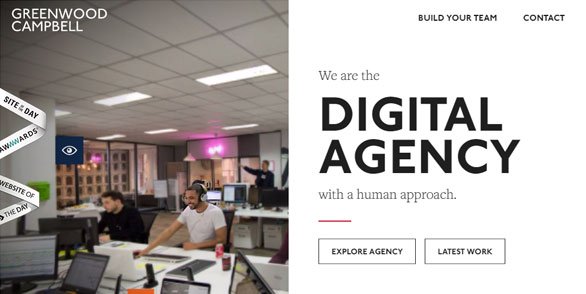 GREENWOOD
CAMPBELL
BUILD YOUR TEAM
CONTACT
SITE OF THE DAY
AWWWARDS
WEBSITE OF
THE DAY
We are the
DIGITAL
AGENCY
with a human approach.
EXPLORE AGENCY
LATEST WORK